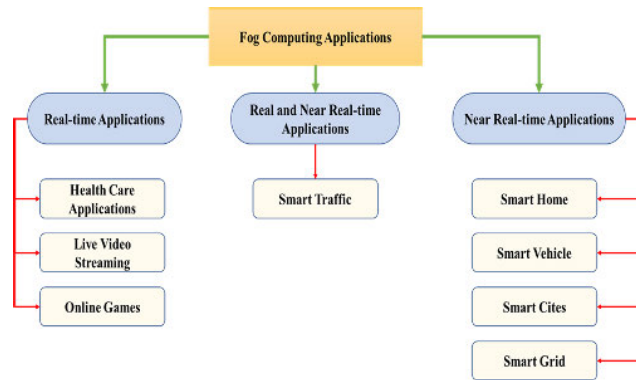 Fog Computing Applications
Real-time Applications
Real and Near Real-time
Applications
Near Real-time Applications
Health Care
Applications
Live Video
Streaming
Online Games
Smart Traffic
Smart Home
Smart Vehicle
Smart Cites
Smart Grid